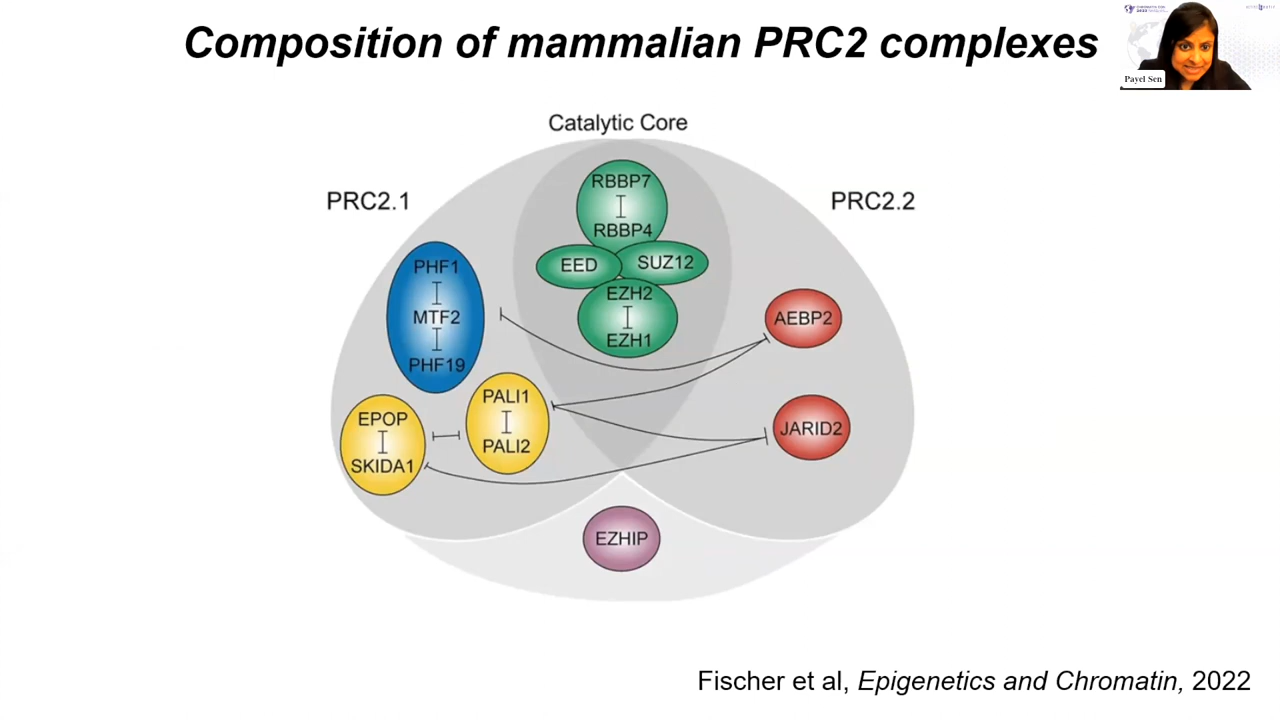 Composition of mammalian PRC2 complexes
Payel Sen
Catalytic Core
PRC2.1
PRC2.2
RBBP7
RBBP4
EED
SUZ12
EZH2
EZH1
PHF1
MTF2
PHF19
AEBP2
PALI1
PALI2
EPOP
SKIDA1
JARID2
EZHIP
Fischer et al, Epigenetics and Chromatin, 2022